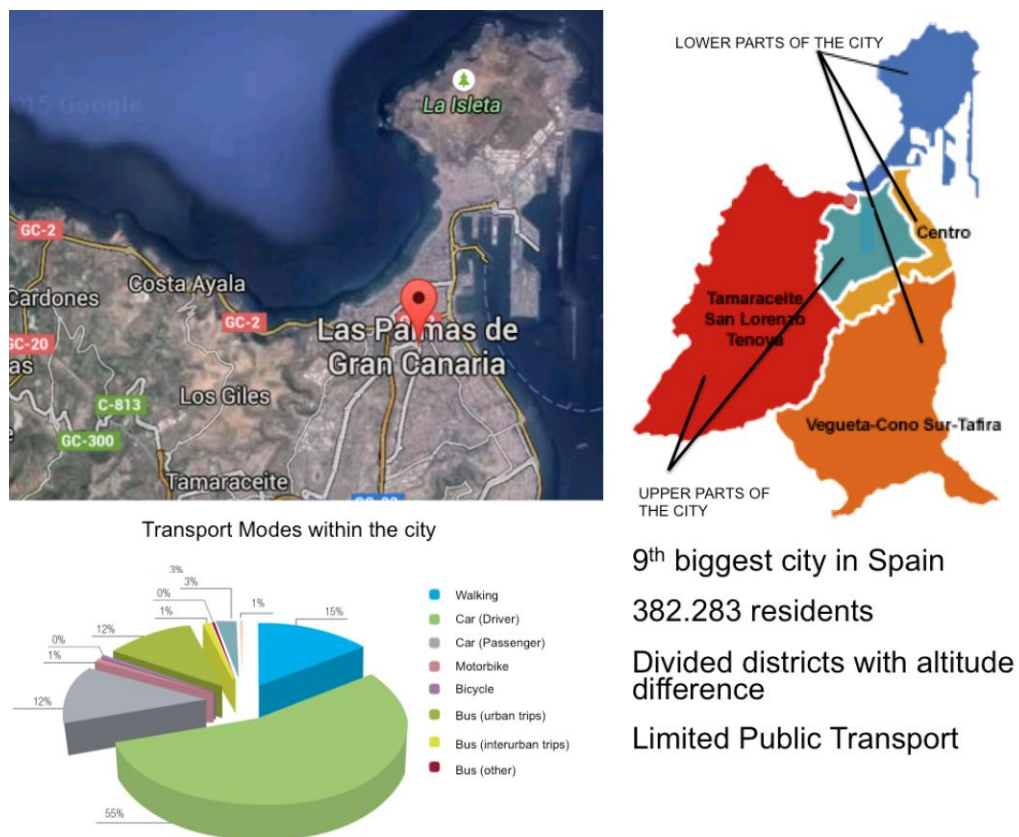 2015 Google
La Isleta
GC-2
Costa Ayala
Cardones
GC-2
GC-20
as
Las Palmas de
Gran Canaria
Los Giles
C-813
GC-300
Tamaraceite
LOWER PARTS OF THE CITY
Centro
Tamaraceite
San Lorenzo
Tenoya
Vegueta-Cono Sur-Tafira
UPPER PARTS OF
THE CITY
Transport Modes within the city
3%
3%
0%
1%
12%
0%
1%
12%
55%
1%
15%
Walking
Car (Driver)
Car (Passenger)
Motorbike
Bicycle
Bus (urban trips)
Bus (interurban trips)
Bus (other)
9th biggest city in Spain
382.283 residents
Divided districts with altitude
difference
Limited Public Transport